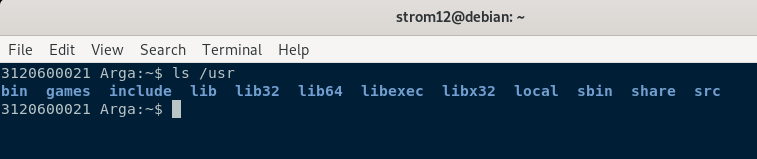 strom12@debian: ~
File Edit View Search Terminal Help
3120600021 Arga:~$ ls /usr
bin games include lib lib32 lib64 libexec libx32 local sbin share src
3120600021 Arga:~$